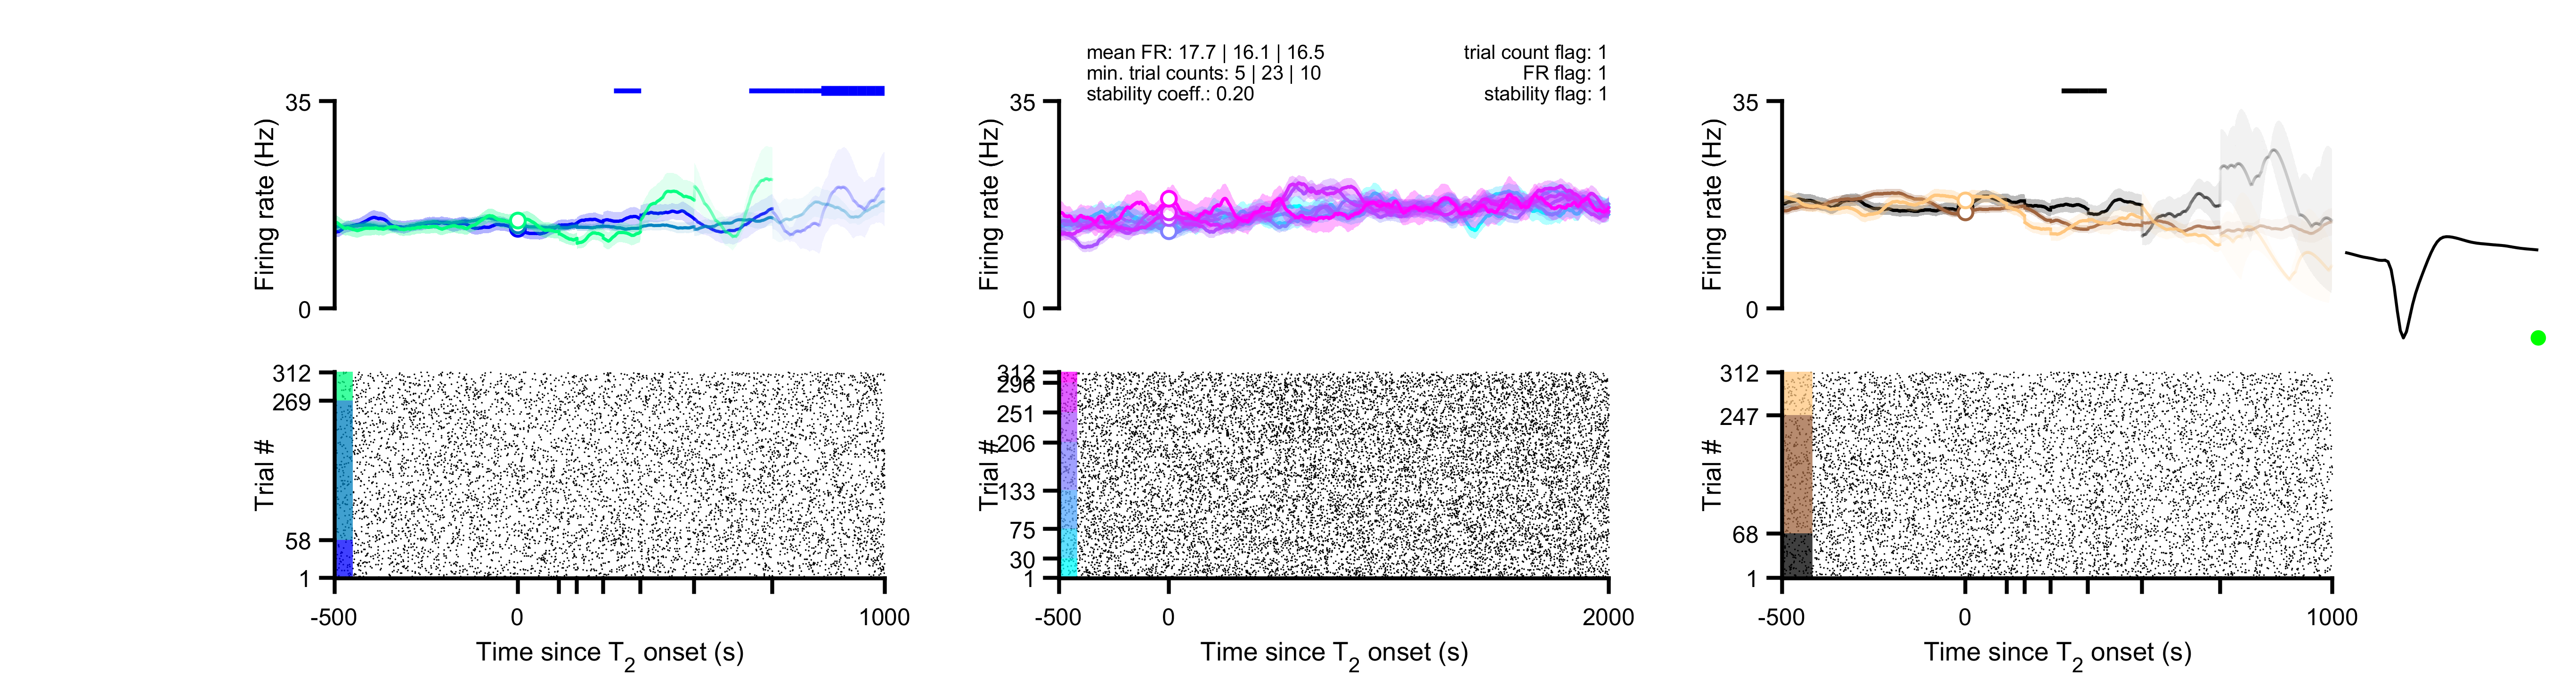 mean FR: 17.7 | 16.1 | 16.5
min. trial counts: 5 | 23 | 10
stability coeff.: 0.20
trial count flag: 1
FR flag: 1
stability flag: 1
35
Firing rate (Hz)
0
312
269
Trial #
58
1
-500
0
1000
Time since T2 onset (s)
35
Firing rate (Hz)
0
312
296
251
206
Trial #
133
75
30
1
-500
0
2000
Time since T2 onset (s)
35
Firing rate (Hz)
0
312
247
Trial #
68
1
-500
0
1000
Time since T2 onset (s)